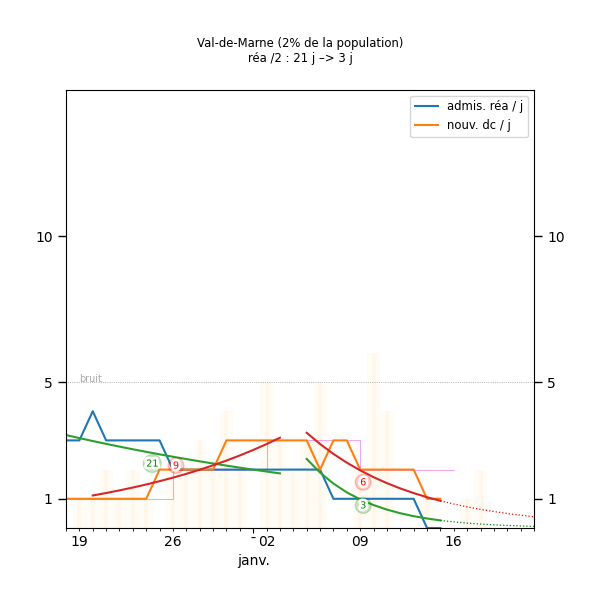 Val-de-Marne (2% de la population)
réa /2 : 21 j –> 3 j
admis. réa / j
nouv. dc / j
10 10
bruit
5 5
21 9
6
3
1 1
19 26 02 09 16
janv.